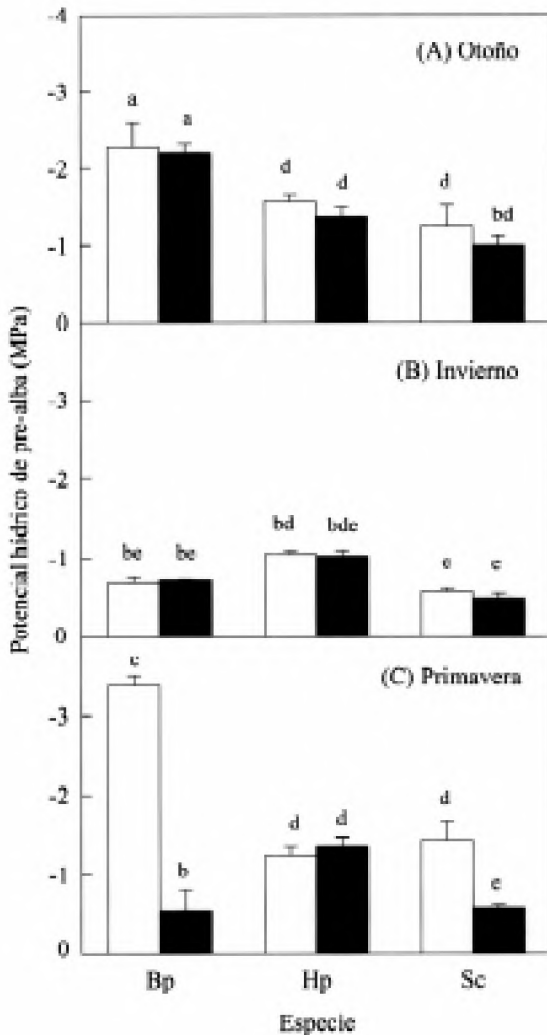 Potencial hídrico de pre-alba (MPa)
-4
(A) Otoño
-3
a a
-2
d d
d
bd
-1
0
(B) Invierno
-3
-2
bd bde
-1
be be
e e
0
c
(C) Primavera
-3
-2
d d d
-1
b
e
0
Bp Hp Sc
Especie